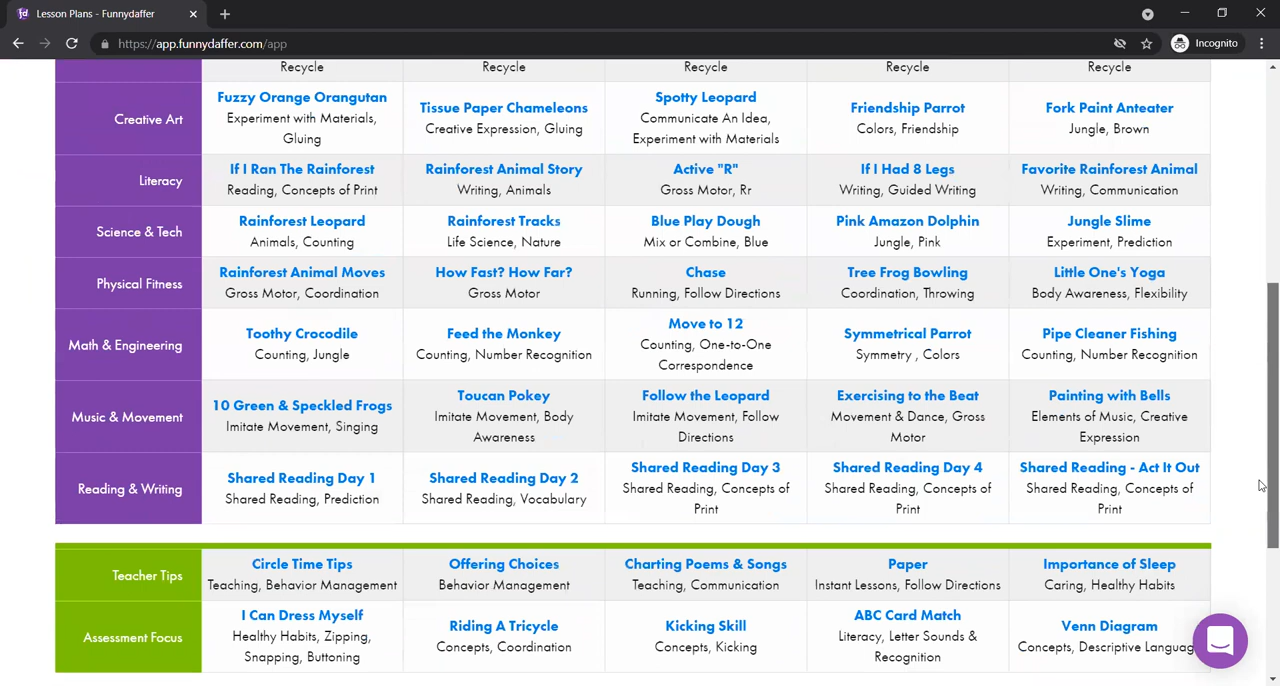 Lesson Plans - Funnydaffer
https://app.funnydaffer.com/app
Incognito
Recycle
Recycle
Recycle
Recycle
Recycle
Creative Art
Fuzzy Orange Orangutan
Experiment with Materials,
Gluing
Tissue Paper Chameleons
Creative Expression, Gluing
Spotty Leopard
Communicate An Idea,
Experiment with Materials
Friendship Parrot
Colors, Friendship
Fork Paint Anteater
Jungle, Brown
Literacy
If I Ran The Rainforest
Reading, Concepts of Print
Rainforest Animal Story
Writing, Animals
Active "R"
Gross Motor, Rr
If I Had 8 Legs
Writing, Guided Writing
Favorite Rainforest Animal
Writing, Communication
Science & Tech
Rainforest Leopard
Animals, Counting
Rainforest Tracks
Life Science, Nature
Blue Play Dough
Mix or Combine, Blue
Pink Amazon Dolphin
Jungle, Pink
Jungle Slime
Experiment, Prediction
Physical Fitness
Rainforest Animal Moves
Gross Motor, Coordination
How Fast? How Far?
Gross Motor
Chase
Running, Follow Directions
Tree Frog Bowling
Coordination, Throwing
Little One's Yoga
Body Awareness, Flexibility
Math & Engineering
Toothy Crocodile
Counting, Jungle
Feed the Monkey
Counting, Number Recognition
Move to 12
Counting, One-to-One
Correspondence
Symmetrical Parrot
Symmetry , Colors
Pipe Cleaner Fishing
Counting, Number Recognition
Music & Movement
10 Green & Speckled Frogs
Imitate Movement, Singing
Toucan Pokey
Imitate Movement, Body
Awareness
Follow the Leopard
Imitate Movement, Follow
Directions
Exercising to the Beat
Movement & Dance, Gross
Motor
Painting with Bells
Elements of Music, Creative
Expression
Reading & Writing
Shared Reading Day 1
Shared Reading, Prediction
Shared Reading Day 2
Shared Reading, Vocabulary
Shared Reading Day 3
Shared Reading, Concepts of
Print
Shared Reading Day 4
Shared Reading, Concepts of
Print
Shared Reading - Act It Out
Shared Reading, Concepts of
Print
Teacher Tips
Circle Time Tips
Teaching, Behavior Management
Offering Choices
Behavior Management
Charting Poems & Songs
Teaching, Communication
Paper
Instant Lessons, Follow Directions
Importance of Sleep
Caring, Healthy Habits
Assessment Focus
I Can Dress Myself
Healthy Habits, Zipping,
Snapping, Buttoning
Riding A Tricycle
Concepts, Coordination
Kicking Skill
Concepts, Kicking
ABC Card Match
Literacy, Letter Sounds &
Recognition
Venn Diagram
Concepts, Descriptive Languag